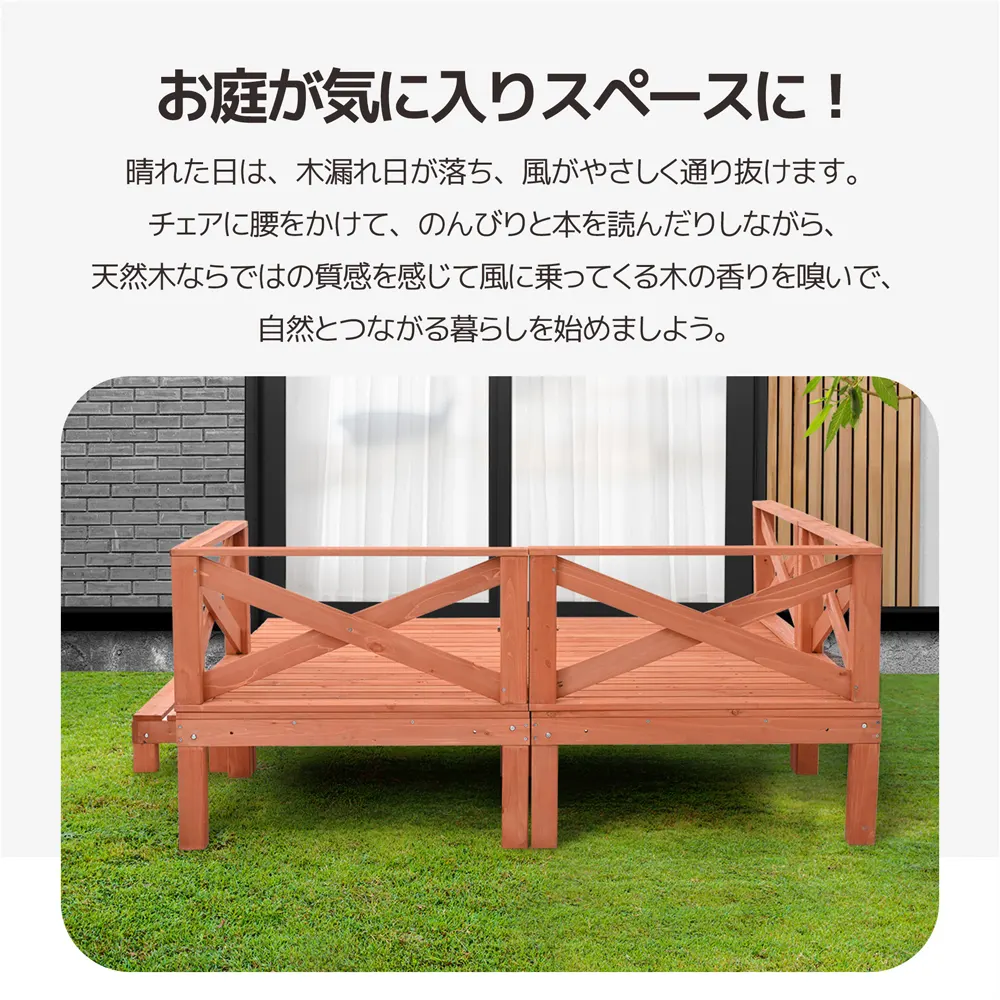 お庭が気に入りスペースに！
晴れた日は、木漏れ日が落ち、風がやさしく通り抜けます。
チェアに腰をかけて、のんびりと本を読んだりしながら、
天然木ならではの質感を感じて風に乗ってくる木の香りを嗅いで、
自然とつながる暮らしを始めましよう。